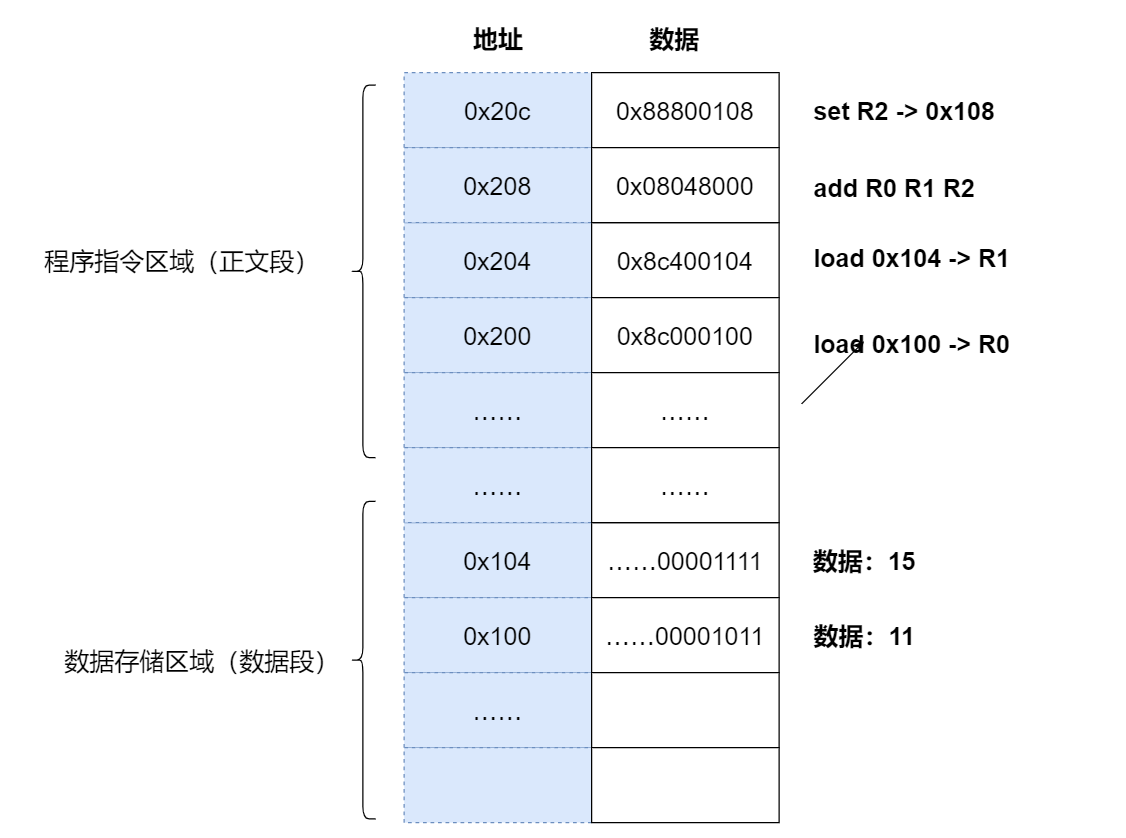 地址 数据
0x20c 0x88800108 set R2 -> 0x108
0x208 0x08048000 add R0 R1 R2
程序指令区域（正文段） 0x204 0x8c400104 load 0x104 -> R1
0x200 0x8c000100 load 0x100 -> R0
…… ……
…… ……
0x104 ……00001111 数据：15
0x100 ……00001011 数据：11
数据存储区域（数据段）
……